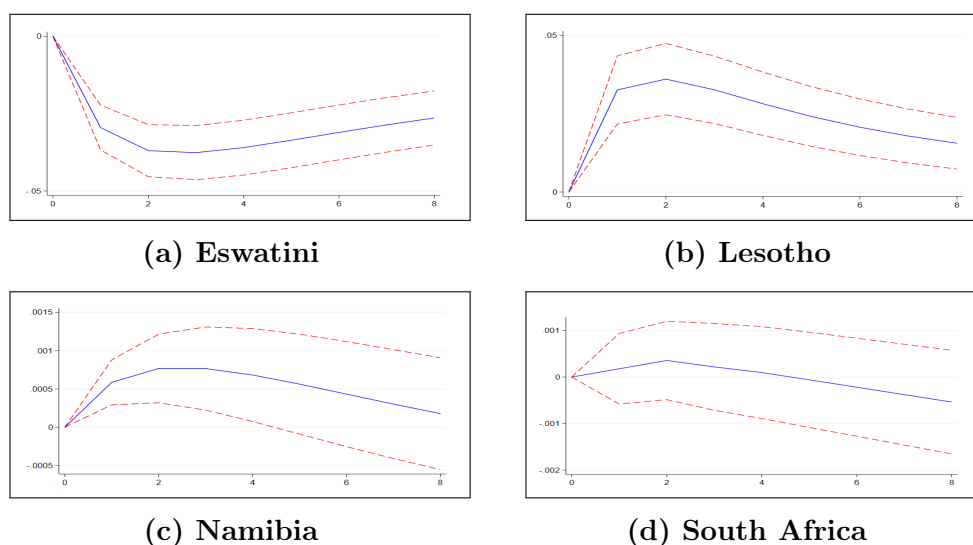 0
-.05
0 2 4 6 8
(a) Eswatini
.05
0
0 2 4 6 8
(b) Lesotho
.0015
.001
.0005
0
-.0005
0 2 4 6 8
(c) Namibia
.001
0
-.001
-.002
0 2 4 6 8
(d) South Africa